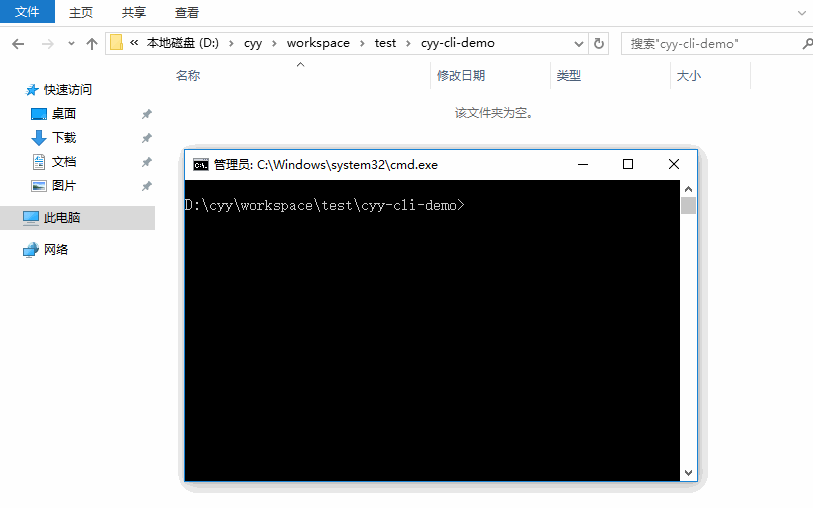 文件 主页 共享 查看
« 本地磁盘 (D:) › cyy › workspace › test › cyy-cli-demo 搜索"cyy-cli-demo"
名称 修改日期 类型 大小
快速访问
该文件夹为空。
桌面
下载
文档
图片
此电脑
网络
管理员: C:\Windows\system32\cmd.exe
D:\cyy\workspace\test\cyy-cli-demo>